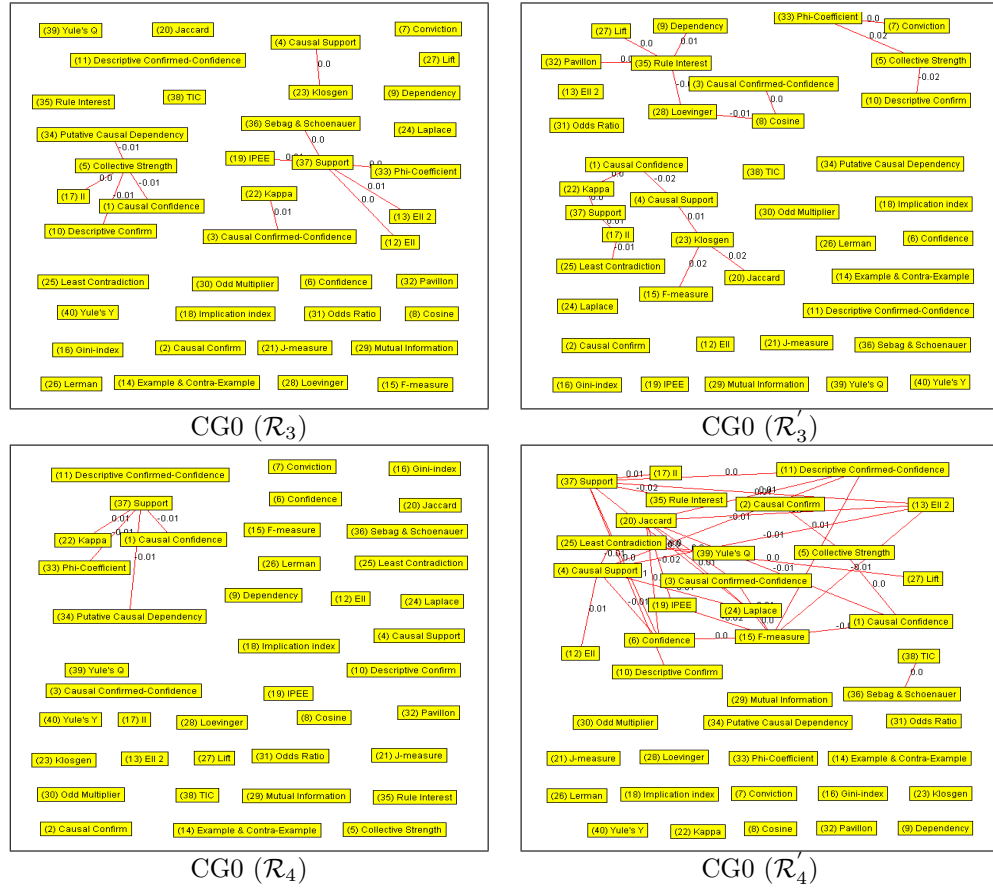 (39) Yule's Q
(20) Jaccard
(7) Conviction
(4) Causal Support
(11) Descriptive Confirmed-Confidence
(27) Lift
0.0
(23) Klosgen
(35) Rule Interest
(38) TIC
(9) Dependency
(36) Sebag & Schoenauer
(24) Laplace
(34) Putative Causal Dependency
0.0
-0.01
(19) IPEE
(37) Support
(5) Collective Strength
(33) Phi-Coefficient
0.0
-0.01
0.01
(17) II
(22) Kappa
-0.01
0.0
(1) Causal Confidence
0.01
(13) EII 2
(10) Descriptive Confirm
(3) Causal Confirmed-Confidence
(12) EII
(25) Least Contradiction
(30) Odd Multiplier
(6) Confidence
(32) Pavillon
(40) Yule's Y
(18) Implication index
(31) Odds Ratio
(8) Cosine
(16) Gini-index
(2) Causal Confirm
(21) J-measure
(29) Mutual Information
(26) Lerman
(14) Example & Contra-Example
(28) Loevinger
(15) F-measure
CG0 (R3)
(33) Phi-Coefficient
0.0
(7) Conviction
(27) Lift
(9) Dependency
0.02
0.0
0.01
(5) Collective Strength
(32) Pavillon
0.0
(35) Rule Interest
-0.02
(3) Causal Confirmed-Confidence
(13) EII 2
(10) Descriptive Confirm
0.0
(28) Loevinger
-0.01
(8) Cosine
(31) Odds Ratio
(1) Causal Confidence
(34) Putative Causal Dependency
(38) TIC
-0.02
(22) Kappa
(4) Causal Support
(37) Support
(30) Odd Multiplier
(18) Implication index
-0.01
(17) II
(23) Klosgen
(6) Confidence
-0.01
(26) Lerman
0.02
0.02
(25) Least Contradiction
(20) Jaccard
(14) Example & Contra-Example
(15) F-measure
(24) Laplace
(11) Descriptive Confirmed-Confidence
(2) Causal Confirm
(12) EII
(21) J-measure
(36) Sebag & Schoenauer
(16) Gini-index
(19) IPEE
(29) Mutual Information
(39) Yule's Q
(40) Yule's Y
CG0 (R3')
(11) Descriptive Confirmed-Confidence
(7) Conviction
(16) Gini-index
(37) Support
(6) Confidence
(20) Jaccard
0.01
-0.01
(22) Kappa
(1) Causal Confidence
(15) F-measure
(36) Sebag & Schoenauer
-0.01
(33) Phi-Coefficient
(26) Lerman
(25) Least Contradiction
(9) Dependency
(12) EII
(24) Laplace
(34) Putative Causal Dependency
(4) Causal Support
(18) Implication index
(39) Yule's Q
(10) Descriptive Confirm
(3) Causal Confirmed-Confidence
(19) IPEE
(40) Yule's Y
(17) II
(28) Loevinger
(8) Cosine
(32) Pavillon
(23) Klosgen
(13) EII 2
(27) Lift
(31) Odds Ratio
(21) J-measure
(30) Odd Multiplier
(38) TIC
(29) Mutual Information
(35) Rule Interest
(2) Causal Confirm
(14) Example & Contra-Example
(5) Collective Strength
CG0 (R4)
(37) Support
0.01
(17) II
0.0
(11) Descriptive Confirmed-Confidence
-0.02
(35) Rule Interest
(2) Causal Confirm
(13) EII 2
(20) Jaccard
-0.01
0.01
(25) Least Contradiction
(39) Yule's Q
0.0
(5) Collective Strength
(4) Causal Support
(3) Causal Confirmed-Confidence
-0.01
0.0
(27) Lift
(19) IPEE
(24) Laplace
0.01
(6) Confidence
0.0
(15) F-measure
(1) Causal Confidence
(12) EII
(38) TIC
(10) Descriptive Confirm
0.0
(29) Mutual Information
(36) Sebag & Schoenauer
(30) Odd Multiplier
(34) Putative Causal Dependency
(31) Odds Ratio
(21) J-measure
(28) Loevinger
(33) Phi-Coefficient
(14) Example & Contra-Example
(26) Lerman
(18) Implication index
(7) Conviction
(16) Gini-index
(23) Klosgen
(40) Yule's Y
(22) Kappa
(8) Cosine
(32) Pavillon
(9) Dependency
CG0 (R4')